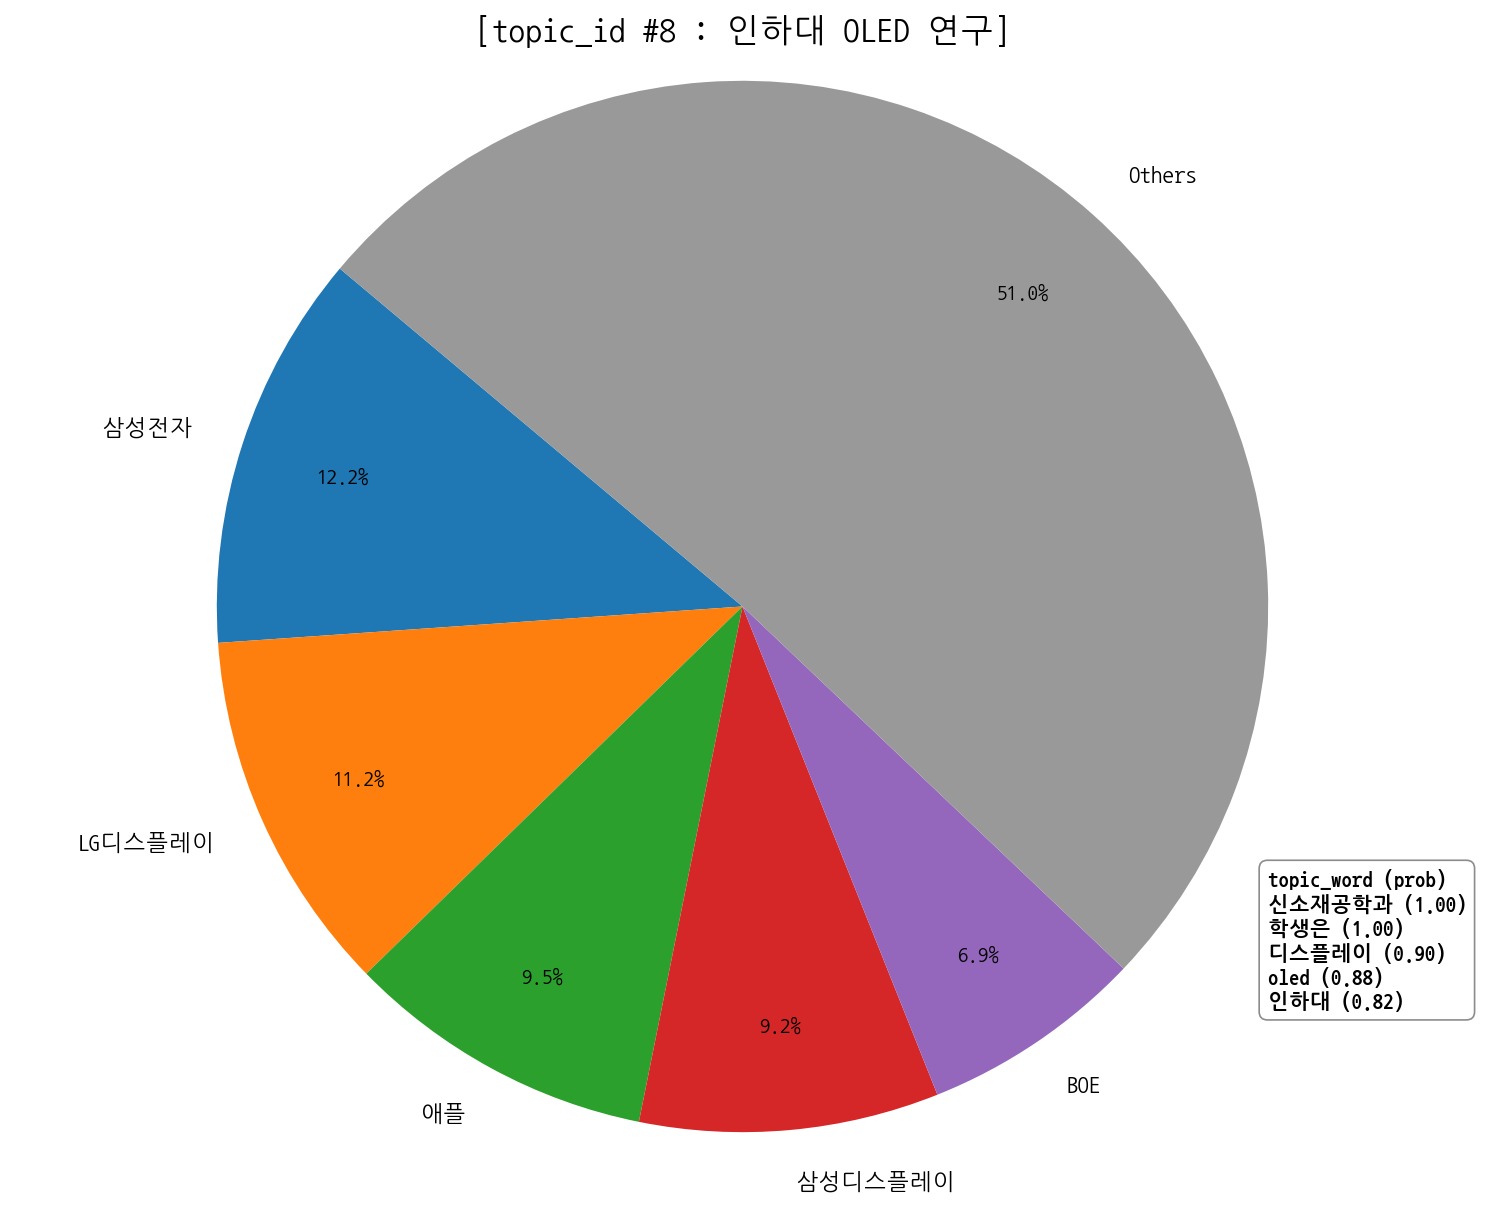 [topic_id #8 : 인하대 OLED 연구]
Others
51.0%
삼성전자
12.2%
11.2%
LG디스플레이
9.5%
애플
9.2%
삼성디스플레이
6.9%
BOE
topic_word (prob)
신소재공학과 (1.00)
학생은 (1.00)
디스플레이 (0.90)
oled (0.88)
인하대 (0.82)